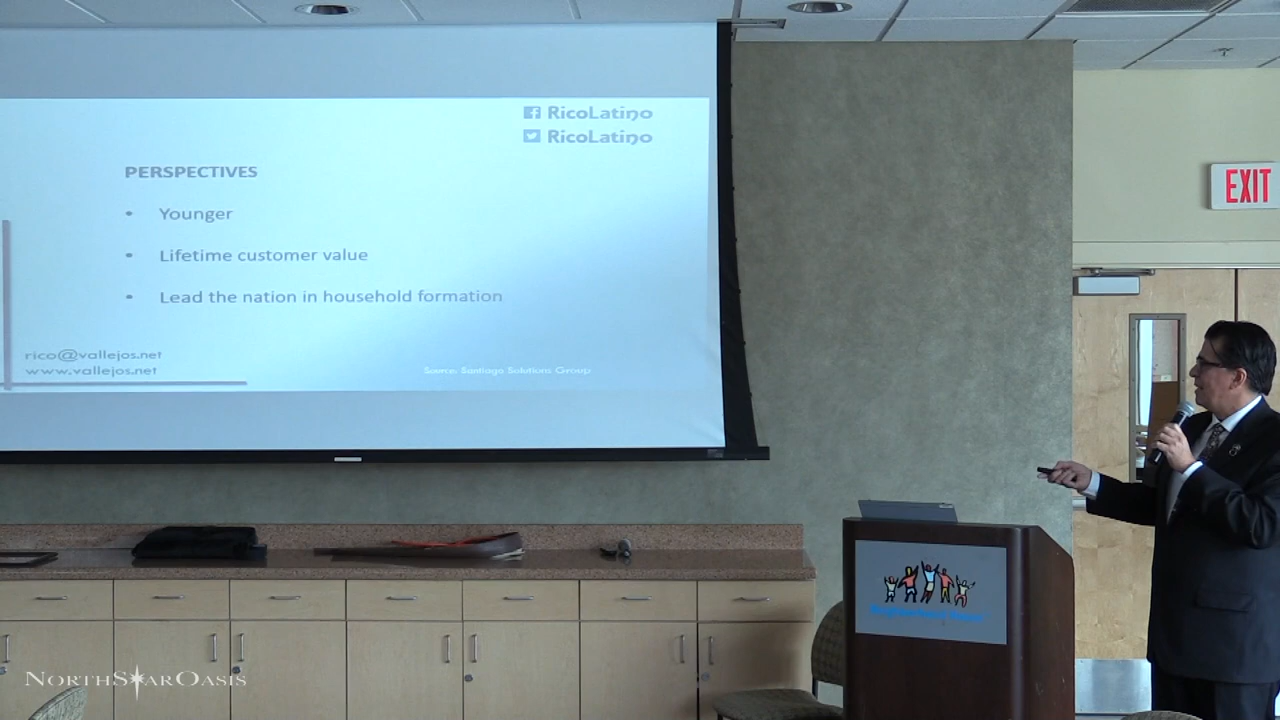 RicoLatino
RicoLatino
PERSPECTIVES
• Younger
• Lifetime customer value
• Lead the nation in household formation
rico@vallejos.net
www.vallejos.net
Source: Santiago Solutions Group
EXIT
NORTHSTAROASIS